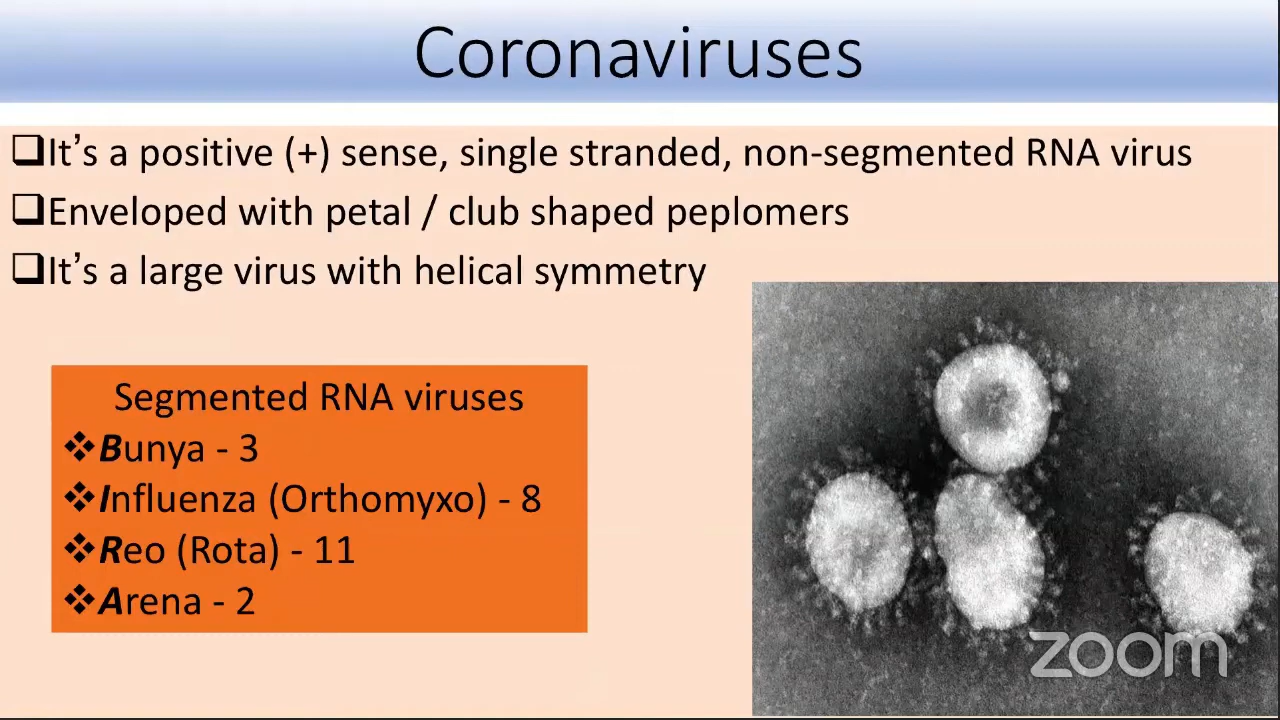 Coronaviruses
❑It’s a positive (+) sense, single stranded, non-segmented RNA virus
❑Enveloped with petal / club shaped peplomers
❑It’s a large virus with helical symmetry
Segmented RNA viruses
❖Bunya - 3
❖Influenza (Orthomyxo) - 8
❖Reo (Rota) - 11
❖Arena - 2
zoom